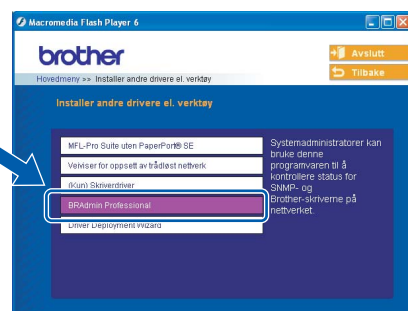 Macromedia Flash Player 6
brother
Avslutt
Hovedmeny >> Installer andre drivere el. verktøy
Tilbake
Installer andre drivere el. verktøy
MFL-Pro Suite uten PaperPort® SE
Veiviser for oppsett av trådløst nettverk
(Kun) Skriverdriver
BRAdmin Professional
Driver Deployment Wizard
Systemadministratorer kan
bruke denne
programvaren til å
kontrollere status for
SNMP- og
Brother-skriverne på
nettverket.